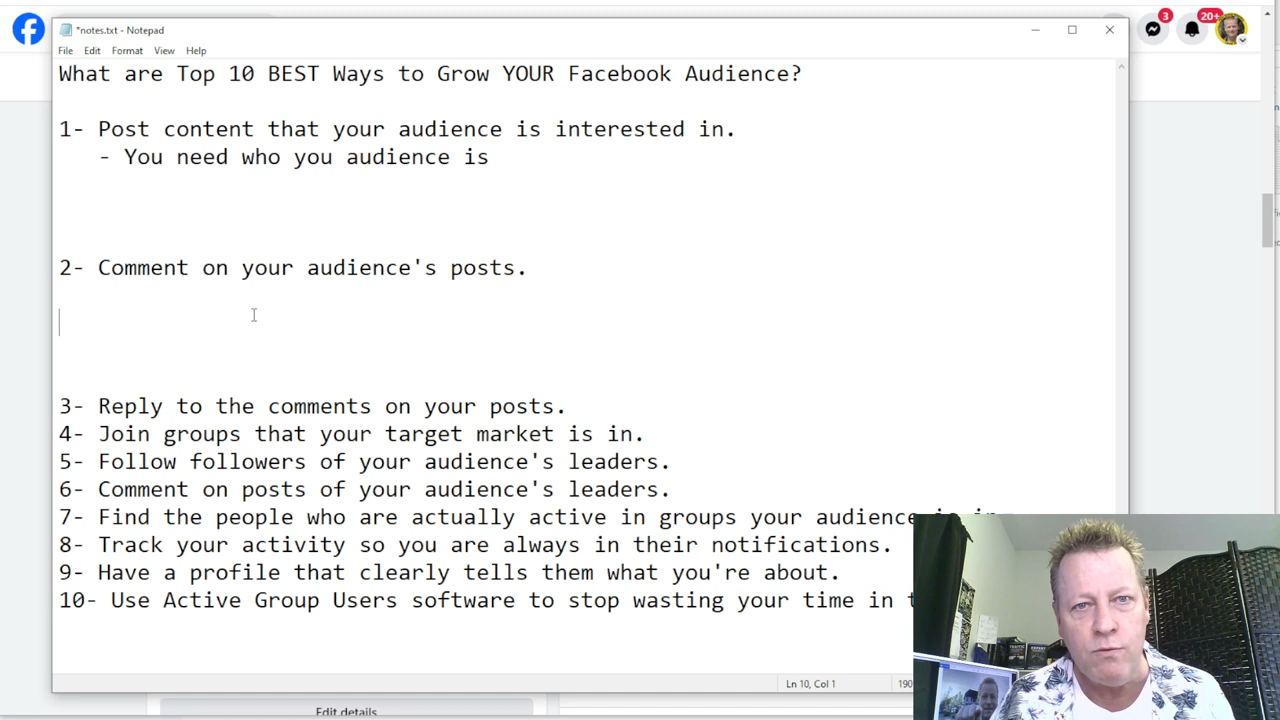 *notes.txt - Notepad
3
20+
File Edit Format View Help
What are Top 10 BEST Ways to Grow YOUR Facebook Audience?
1- Post content that your audience is interested in.
- You need who you audience is
2- Comment on your audience's posts.
3- Reply to the comments on your posts.
4- Join groups that your target market is in.
5- Follow followers of your audience's leaders.
6- Comment on posts of your audience's leaders.
7- Find the people who are actually active in groups your audience is in.
8- Track your activity so you are always in their notifications.
9- Have a profile that clearly tells them what you're about.
10- Use Active Group Users software to stop wasting your time in
Ln 10, Col 1
190
Edit details